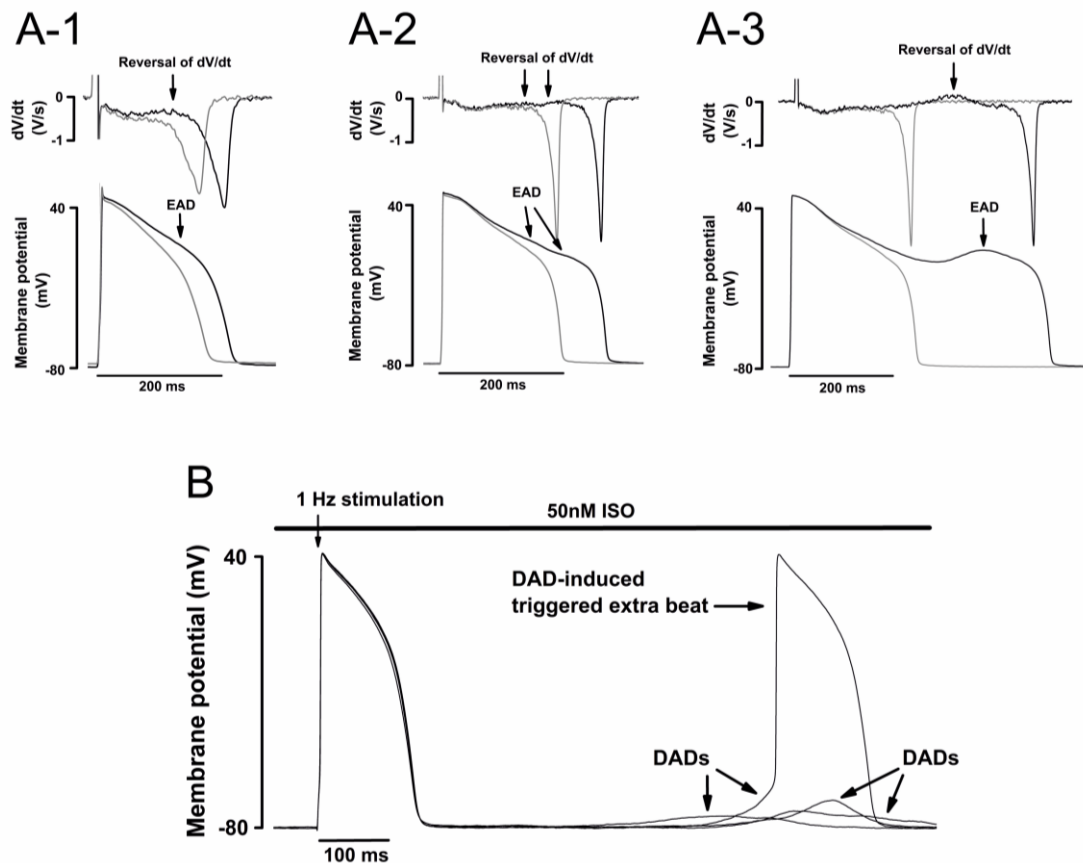 A-1
Reversal of dV/dt
dV/dt
(V/s)
0
-1
EAD
Membrane potential
(mV)
40
-80
200 ms
A-2
Reversal of dV/dt
dV/dt
(V/s)
0
-1
EAD
Membrane potential
(mV)
40
-80
200 ms
A-3
Reversal of dV/dt
dV/dt
(V/s)
0
-1
EAD
Membrane potential
(mV)
40
-80
200 ms
B
1 Hz stimulation
50nM ISO
Membrane potential (mV)
40
-80
DAD-induced
triggered extra beat
DADs
DADs
100 ms